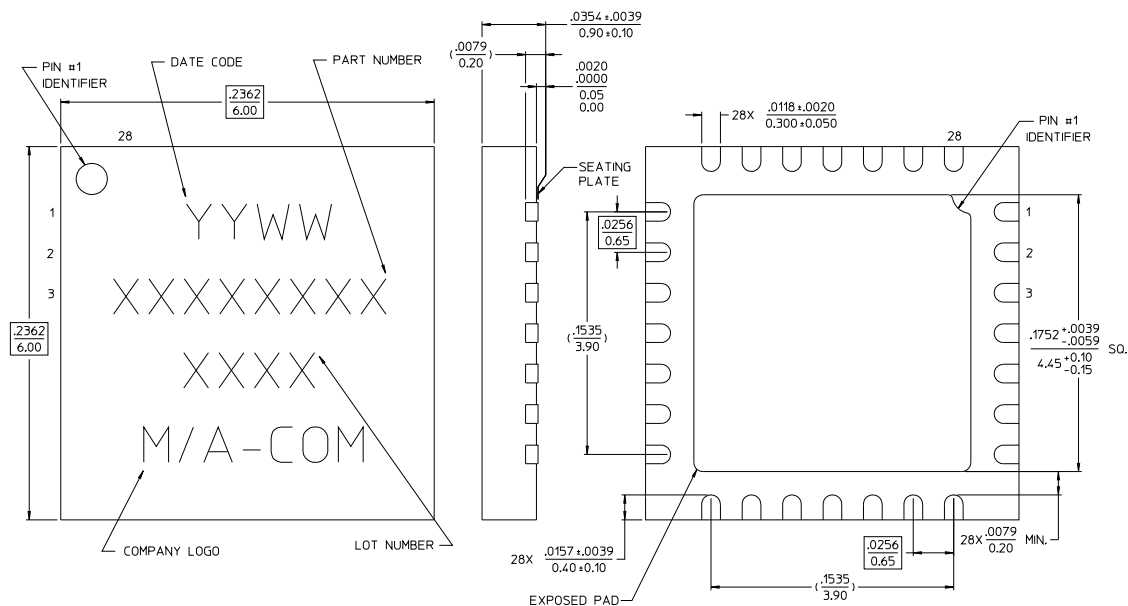 PIN #1
IDENTIFIER
DATE CODE
PART NUMBER
.2362
6.00
28
1
2
3
.2362
6.00
YYWW
XXXXXXXX
XXXX
M/A-COM
COMPANY LOGO
LOT NUMBER
.0354±.0039
0.90±0.10
(.0079
0.20)
.0020
.0000
0.05
0.00
SEATING
PLATE
28X .0118±.0020
0.300±0.050
28
PIN #1
IDENTIFIER
.0256
0.65
(.1535
3.90)
1
2
3
.1752 +.0039
-.0059
4.45 +0.10
-0.15
SQ.
28X .0157±.0039
0.40±0.10
EXPOSED PAD
28X .0079
0.20 MIN.
.0256
0.65
(.1535
3.90)